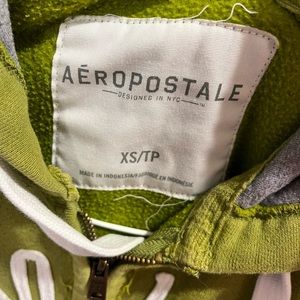 AÉROPOSTALE
DESIGNED IN NYC
XS/TP
MADE IN INDONESIA/FABRIQUÉ EN INDONÉSIE